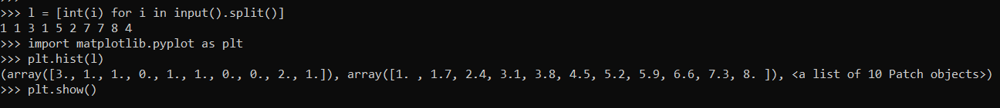 >>> l = [int(i) for i in input().split()]
1 1 3 1 5 2 7 7 8 4
>>> import matplotlib.pyplot as plt
>>> plt.hist(l)
(array([3., 1., 1., 0., 1., 1., 0., 0., 2., 1.]), array([1. , 1.7, 2.4, 3.1, 3.8, 4.5, 5.2, 5.9, 6.6, 7.3, 8. ]), <a list of 10 Patch objects>)
>>> plt.show()